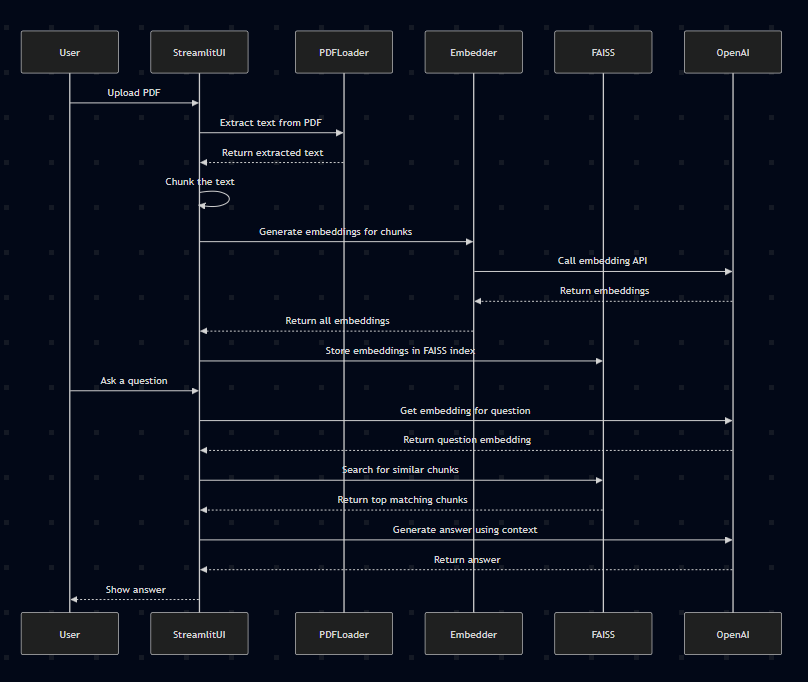 User
StreamlitUI
PDFLoader
Embedder
FAISS
OpenAI
Upload PDF
Extract text from PDF
Return extracted text
Chunk the text
Generate embeddings for chunks
Call embedding API
Return embeddings
Return all embeddings
Store embeddings in FAISS index
Ask a question
Get embedding for question
Return question embedding
Search for similar chunks
Return top matching chunks
Generate answer using context
Return answer
Show answer
User
StreamlitUI
PDFLoader
Embedder
FAISS
OpenAI